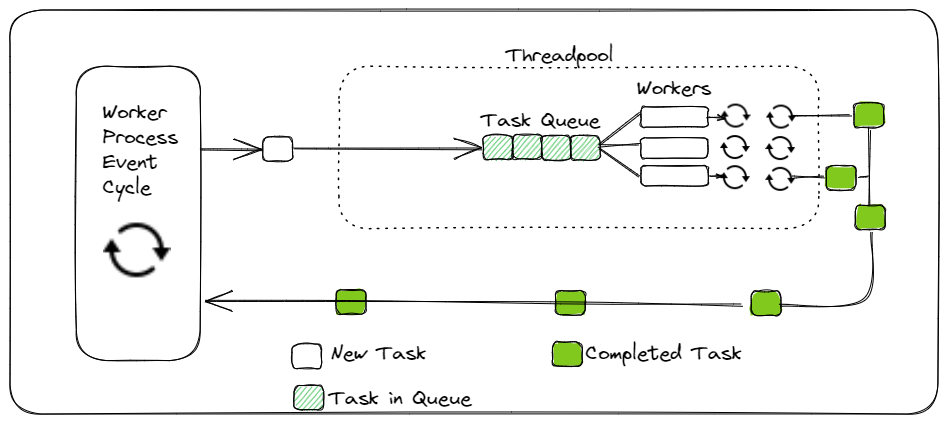 Threadpool
Worker
Process
Event
Cycle
Task Queue
Workers
New Task
Completed Task
Task in Queue